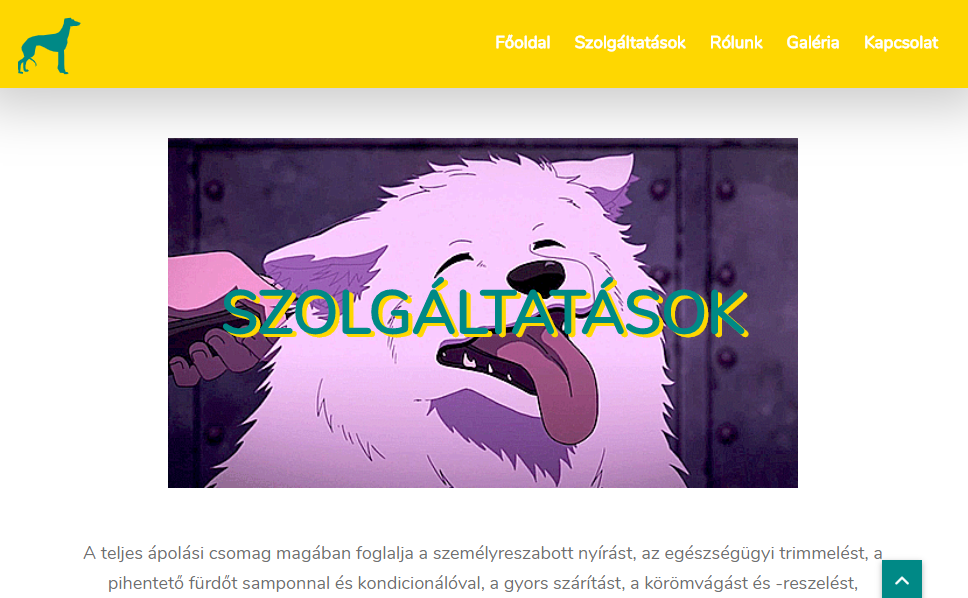 Főoldal Szolgáltatások Rólunk Galéria Kapcsolat
SZOLGÁLTATÁSOK
A teljes ápolási csomag magában foglalja a személyreszabott nyírást, az egészségügyi trimmelést, a
pihentető fürdőt samponnal és kondicionálóval, a gyors szárítást, a körömvágást és -reszelést,